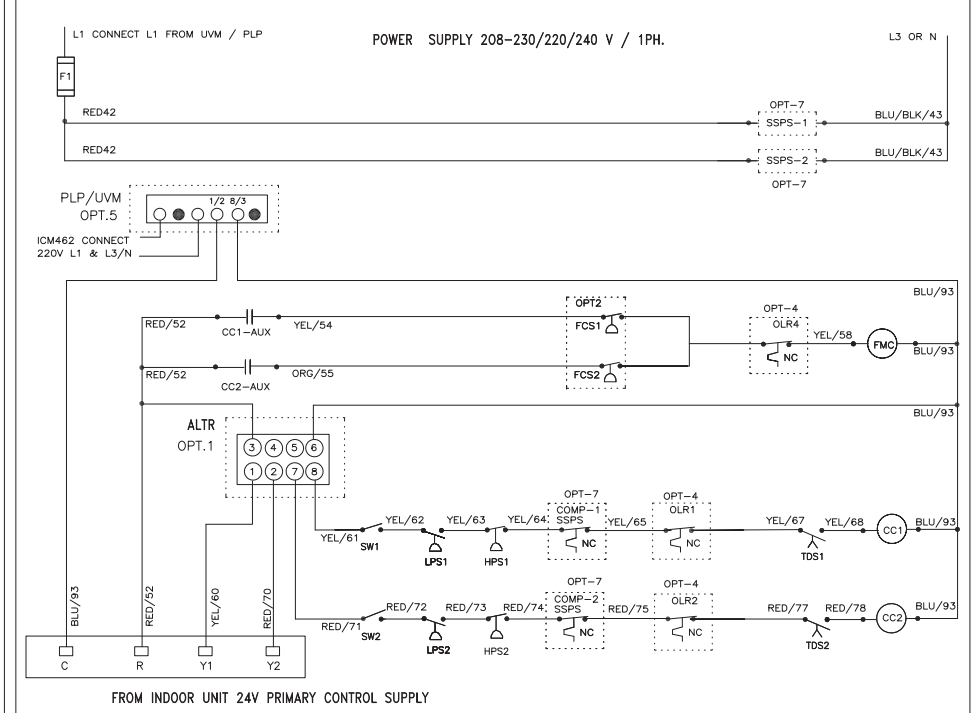 L1 CONNECT L1 FROM UVM / PLP
POWER SUPPLY 208-230/220/240 V / 1PH.
L3 OR N
F1
RED42
OPT-7
SSPS-1
BLU/BLK/43
RED42
SSPS-2
BLU/BLK/43
OPT-7
PLP/UVM
OPT.5
1/2 8/3
ICM462 CONNECT
220V L1 & L3/N
BLU/93
RED/52
CC1-AUX
YEL/54
OPT2
FCS1
OPT-4
OLR4
NC
YEL/58
FMC
BLU/93
RED/52
CC2-AUX
ORG/55
FCS2
BLU/93
ALTR
OPT.1
3 4 5 6
1 2 7 8
YEL/61
SW1
YEL/62
LPS1
YEL/63
HPS1
YEL/64
OPT-7
COMP-1
SSPS
NC
YEL/65
OPT-4
OLR1
NC
YEL/67
TDS1
YEL/68
CC1
BLU/93
RED/71
SW2
RED/72
LPS2
RED/73
HPS2
RED/74
OPT-7
COMP-2
SSPS
NC
RED/75
OPT-4
OLR2
NC
RED/77
TDS2
RED/78
CC2
BLU/93
BLU/93
RED/52
YEL/60
RED/70
C R Y1 Y2
FROM INDOOR UNIT 24V PRIMARY CONTROL SUPPLY